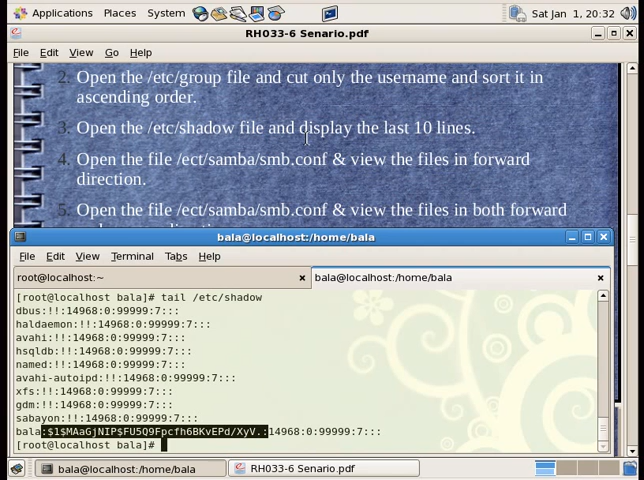 Applications Places System Sat Jan 1, 20:32
RH033-6 Senario.pdf
File Edit View Go Help
2. Open the /etc/group file and cut only the username and sort it in
ascending order.
3. Open the /etc/shadow file and display the last 10 lines.
4. Open the file /ect/samba/smb.conf & view the files in forward
direction.
5. Open the file /ect/samba/smb.conf & view the files in both forward
bala@localhost:/home/bala
File Edit View Terminal Tabs Help
root@localhost:~ bala@localhost:/home/bala
[root@localhost bala]# tail /etc/shadow
dbus:!!:14968:0:99999:7:::
haldaemon:!!:14968:0:99999:7:::
avahi:!!:14968:0:99999:7:::
hsqldb:!!:14968:0:99999:7:::
named:!!:14968:0:99999:7:::
avahi-autoipd:!!:14968:0:99999:7:::
xfs:!!:14968:0:99999:7:::
gdm:!!:14968:0:99999:7:::
sabayon:!!:14968:0:99999:7:::
bala:$1$MAaGjNIP$FU5Q9Fpcfh6BKvEPd/XyV.:14968:0:99999:7:::
[root@localhost bala]#
bala@localhost:/home/bala RH033-6 Senario.pdf